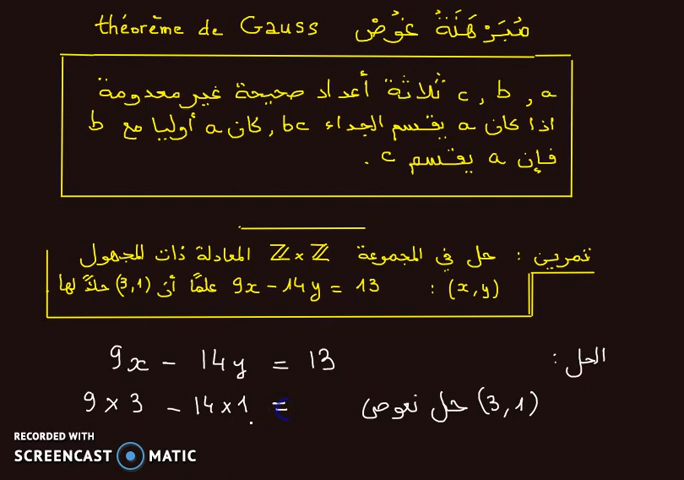 مُبَرْهَنَةُ غَوْصْ théorème de Gauss
c, b, a ثلاثة أعداد صحيحة غير معدومة
اذا كان a يقسم الجداء bc, كان a أوليا مع b
فإن a يقسم c.
تمرين : حل في المجموعة ℤ×ℤ المعادلة ذات المجهول
(x,y) : 9x - 14y = 13 علمًا أن (3,1) حلاً لها.
الحل : 9x - 14y = 13
(3,1) حل نعوض 9 × 3 - 14 × 1 =
RECORDED WITH
SCREENCAST MATIC